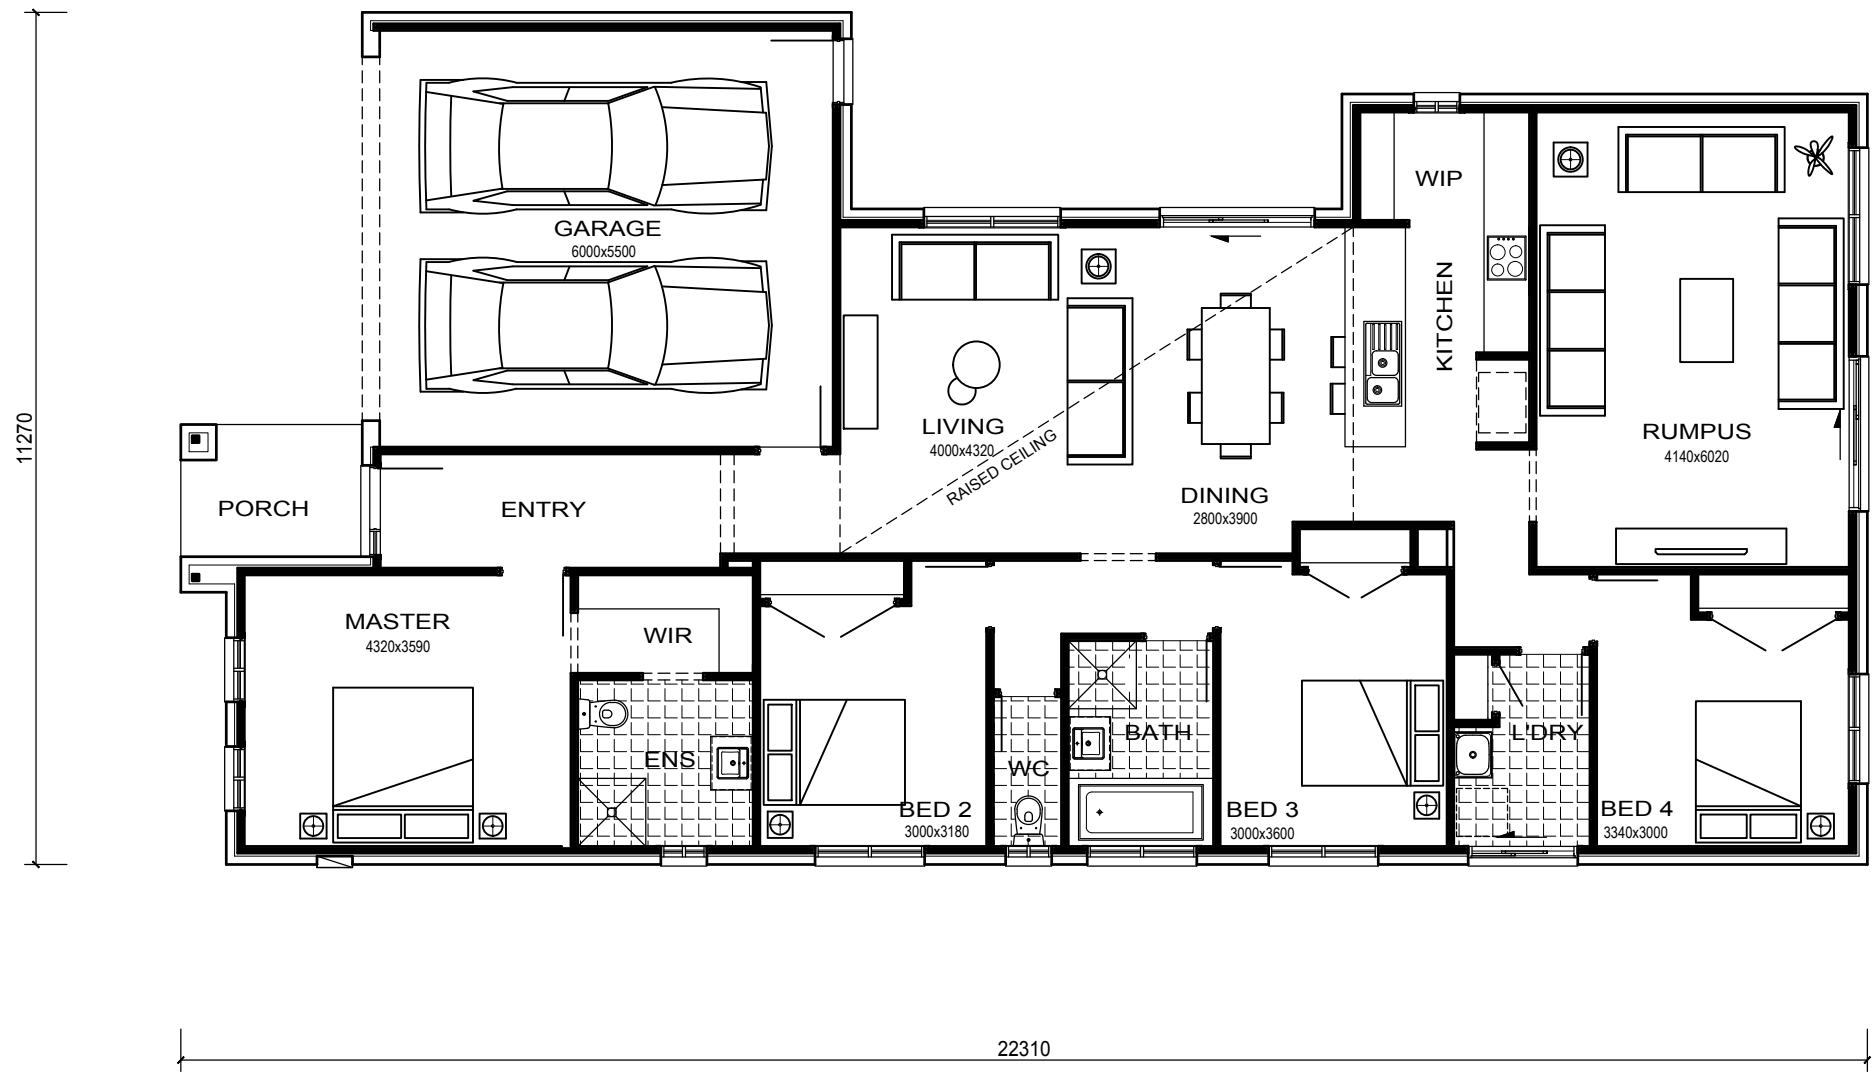 WIP
GARAGE
6000x5500
KITCHEN
LIVING
4000x4320
RAISED CEILING
RUMPUS
4140x6020
11270
DINING
2800x3900
PORCH
ENTRY
MASTER
4320x3590
WIR
ENS
WC
BATH
L'DRY
BED 2
3000x3180
BED 3
3000x3600
BED 4
3340x3000
22310